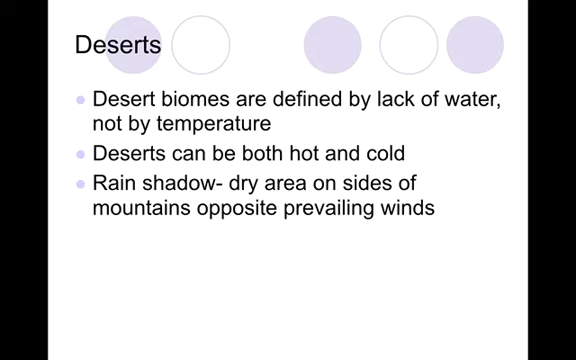 Deserts
Desert biomes are defined by lack of water,
not by temperature
Deserts can be both hot and cold
Rain shadow- dry area on sides of
mountains opposite prevailing winds